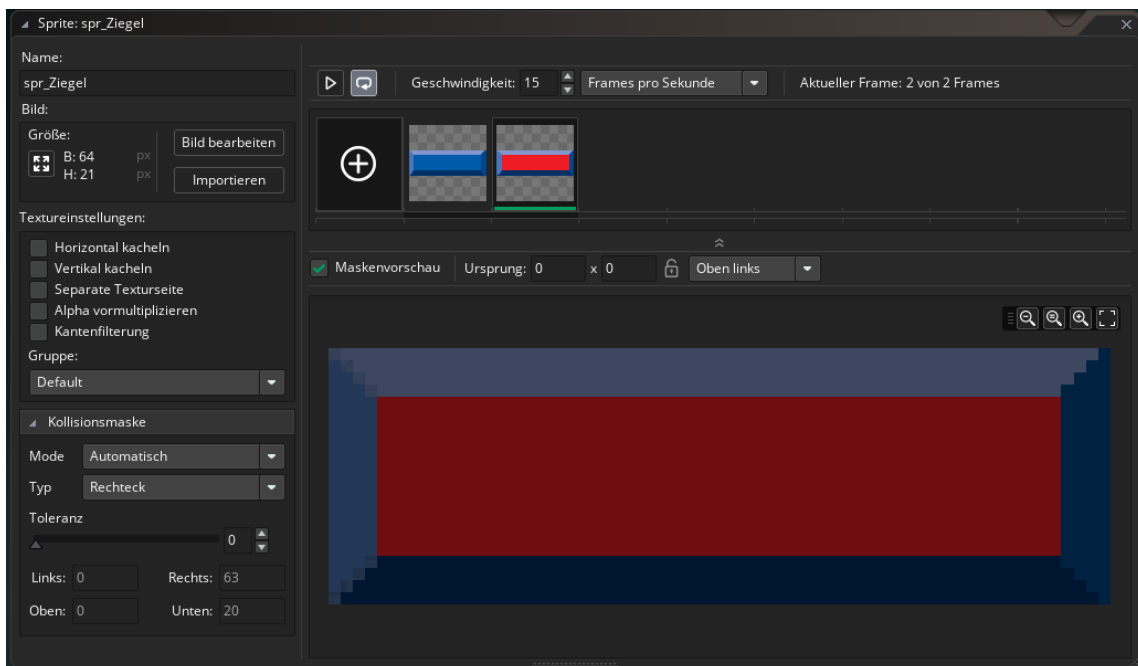 Sprite: spr_Ziegel
Name:
spr_Ziegel
Bild:
Größe:
B: 64 px
H: 21 px
Bild bearbeiten
Importieren
Textureinstellungen:
Horizontal kacheln
Vertikal kacheln
Separate Texturseite
Alpha vormultiplizieren
Kantenfilterung
Gruppe:
Default
Kollisionsmaske
Mode Automatisch
Typ Rechteck
Toleranz
0
Links: 0 Rechts: 63
Oben: 0 Unten: 20
Geschwindigkeit: 15 Frames pro Sekunde Aktueller Frame: 2 von 2 Frames
Maskenvorschau Ursprung: 0 x 0 Oben links